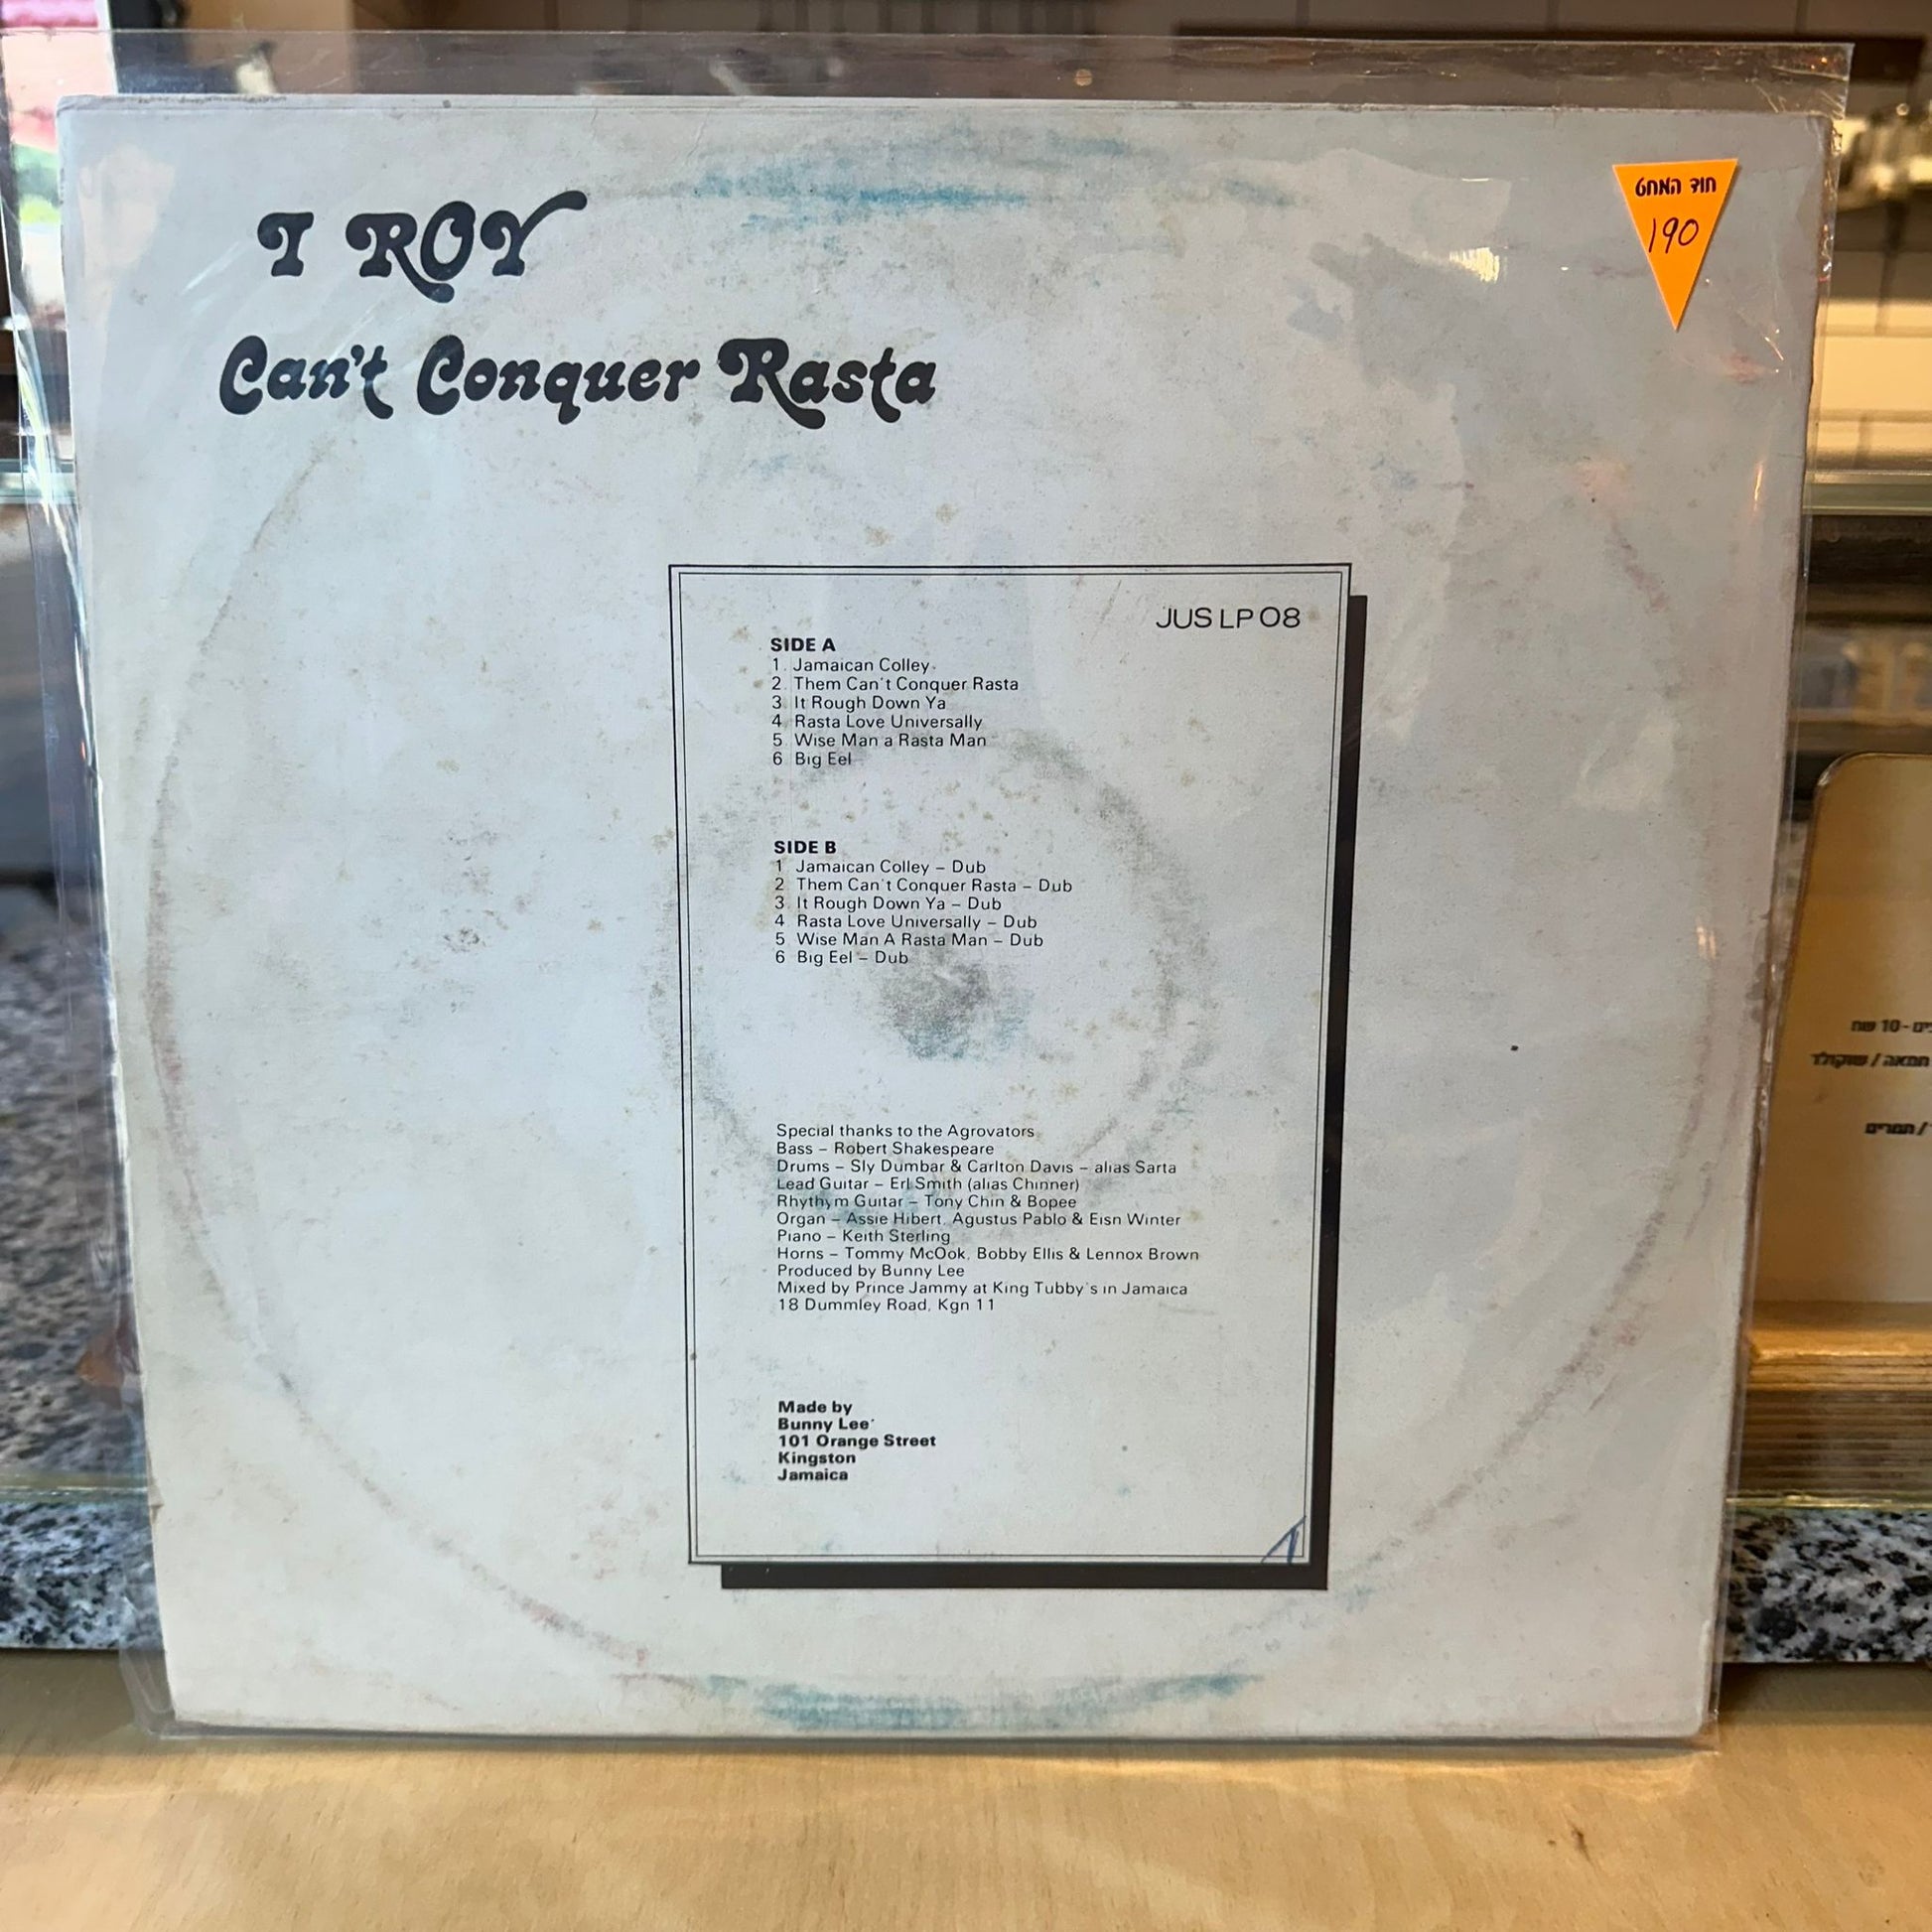 I ROY
Can't Conquer Rasta
חוד המחט
190
JUS LP 08
SIDE A
1. Jamaican Colley
2. Them Can't Conquer Rasta
3. It Rough Down Ya
4 Rasta Love Universally
5 Wise Man a Rasta Man
6 Big Eel
SIDE B
1 Jamaican Colley – Dub
2 Them Can't Conquer Rasta – Dub
3 It Rough Down Ya – Dub
4 Rasta Love Universally – Dub
5 Wise Man A Rasta Man – Dub
6 Big Eel – Dub
Special thanks to the Agrovators
Bass – Robert Shakespeare
Drums – Sly Dumbar & Carlton Davis – alias Sarta
Lead Guitar – Erl Smith (alias Chinner)
Rhythym Guitar – Tony Chin & Bopee
Organ – Assie Hibert, Agustus Pablo & Eisn Winter
Piano – Keith Sterling
Horns – Tommy McOok, Bobby Ellis & Lennox Brown
Produced by Bunny Lee
Mixed by Prince Jammy at King Tubby's in Jamaica
18 Dummley Road, Kgn 11
Made by
Bunny Lee
101 Orange Street
Kingston
Jamaica
10 שח
חמאה / שוקולד
/ תמרים